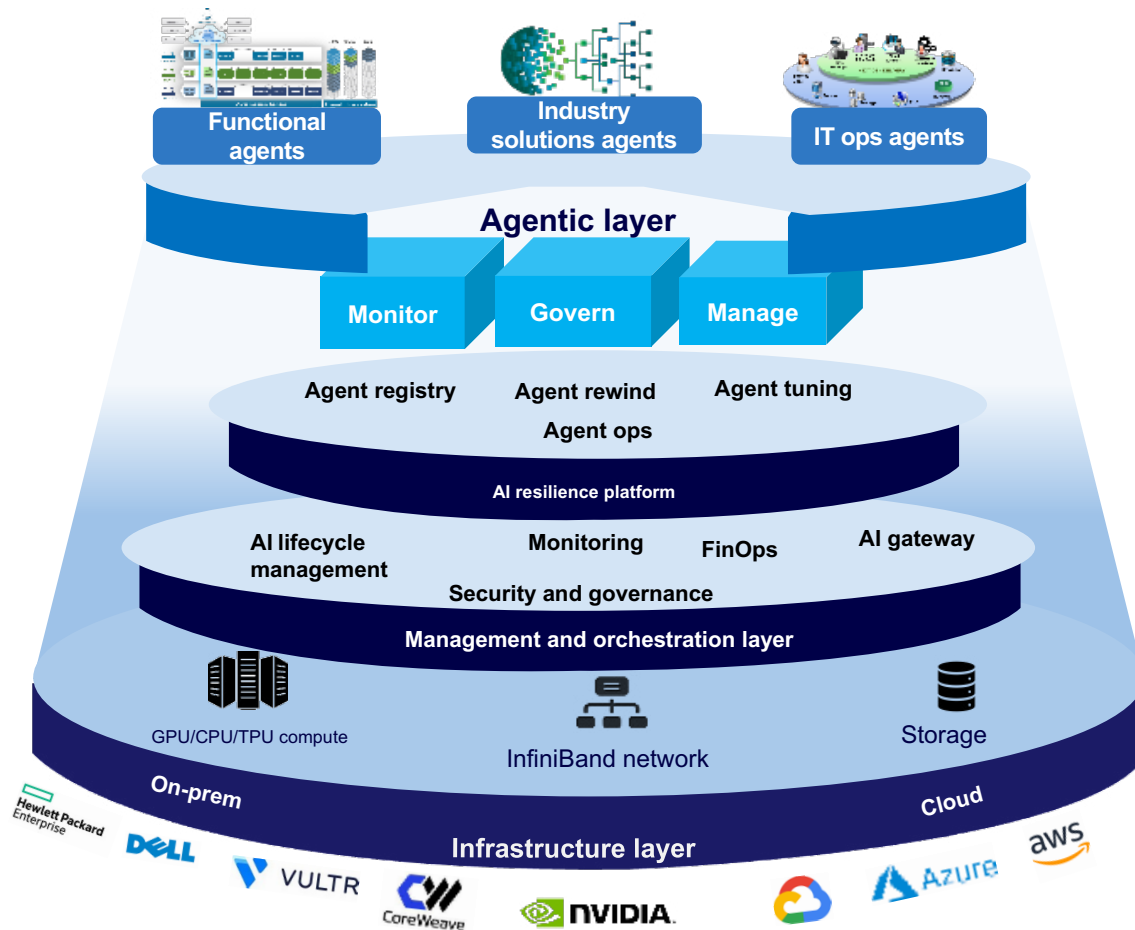 Functional
agents
Industry
solutions agents
IT ops agents
Agentic layer
Monitor
Govern
Manage
Agent registry
Agent rewind
Agent tuning
Agent ops
AI resilience platform
AI lifecycle
management
Monitoring
FinOps
AI gateway
Security and governance
Management and orchestration layer
GPU/CPU/TPU compute
InfiniBand network
Storage
On-prem
Cloud
Infrastructure layer
Hewlett Packard
Enterprise
DELL
VULTR
CoreWeave
NVIDIA.
Azure
aws